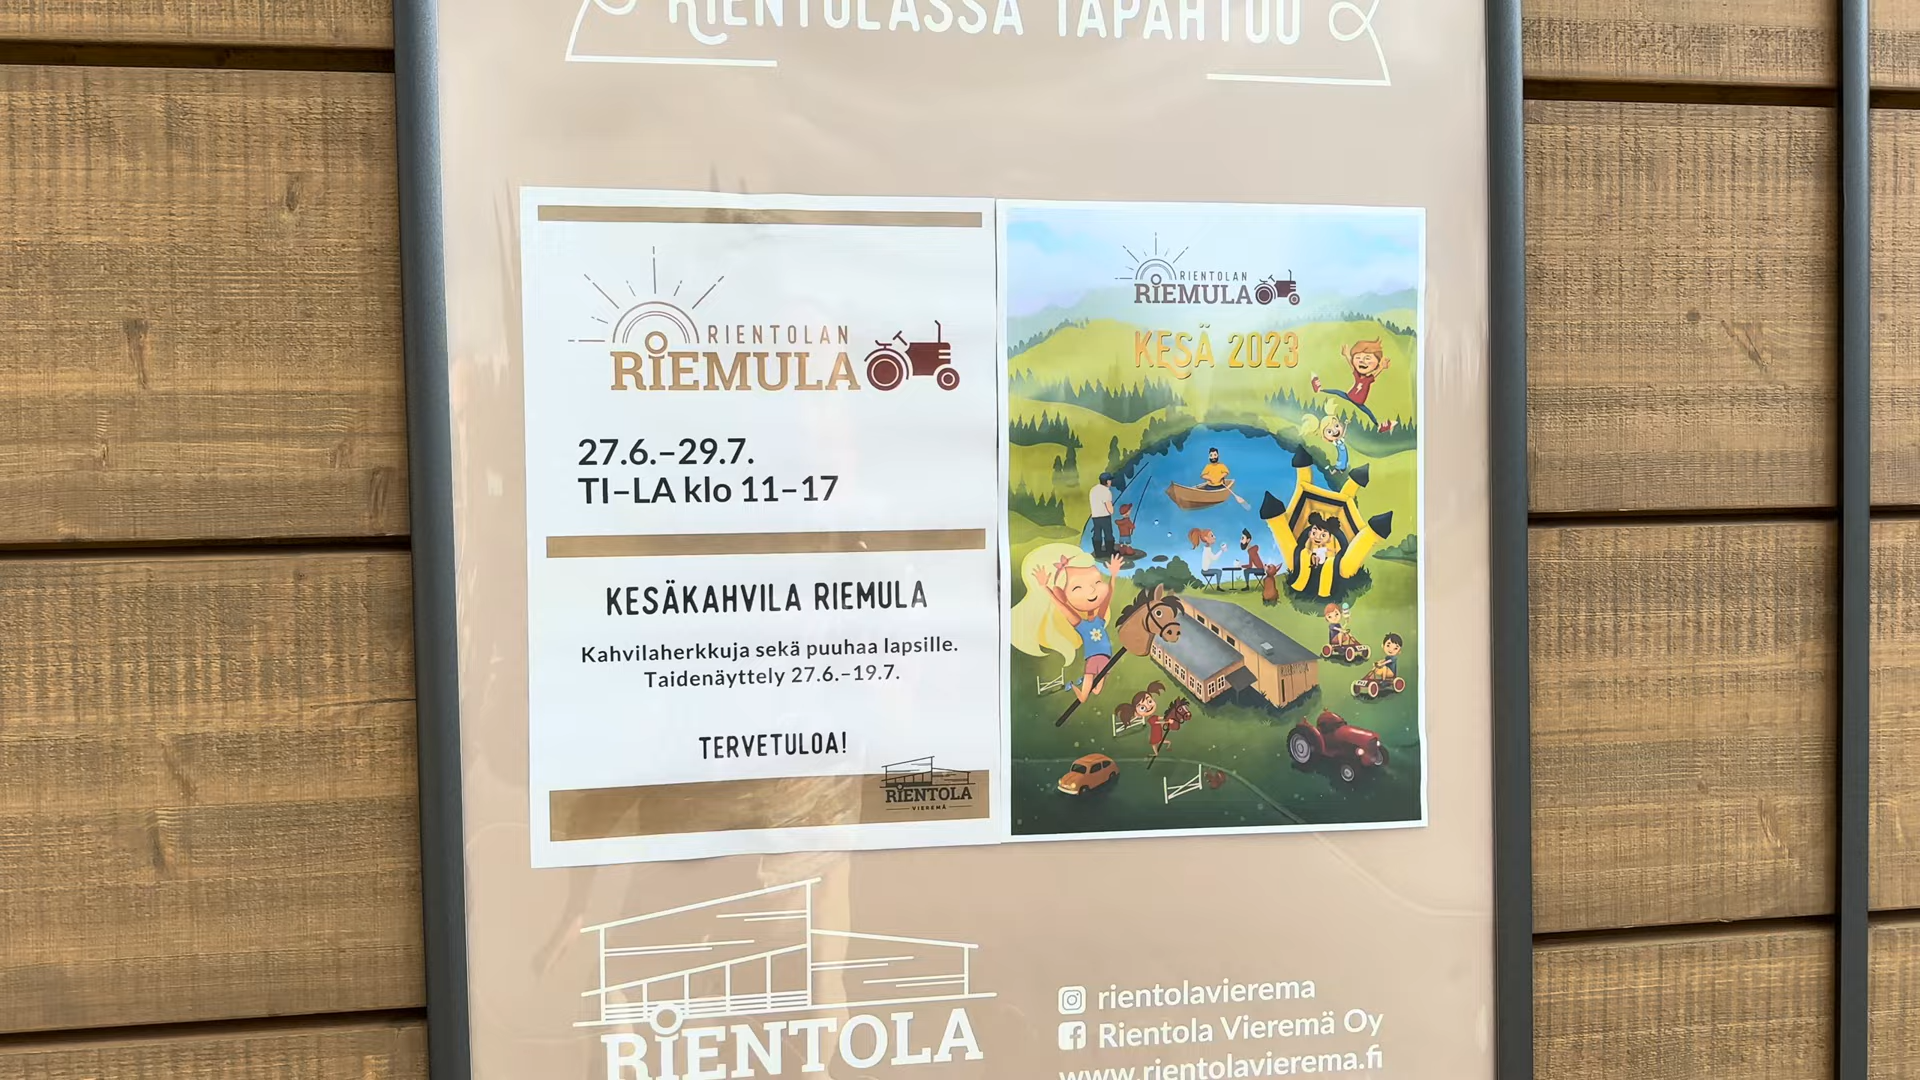 RIENTOLASSA TAPAHTUU
RIENTOLAN
RIEMULA
27.6.–29.7.
TI–LA klo 11–17
KESÄKAHVILA RIEMULA
Kahvilaherkkuja sekä puuhaa lapsille.
Taidenäyttely 27.6.–19.7.
TERVETULOA!
RIENTOLA
VIEREMÄ
RIENTOLAN
RIEMULA
KESÄ 2023
RIENTOLA
RIENTOLA
rientolavierema
Rientola Vieremä Oy
www.rientolavierema.fi